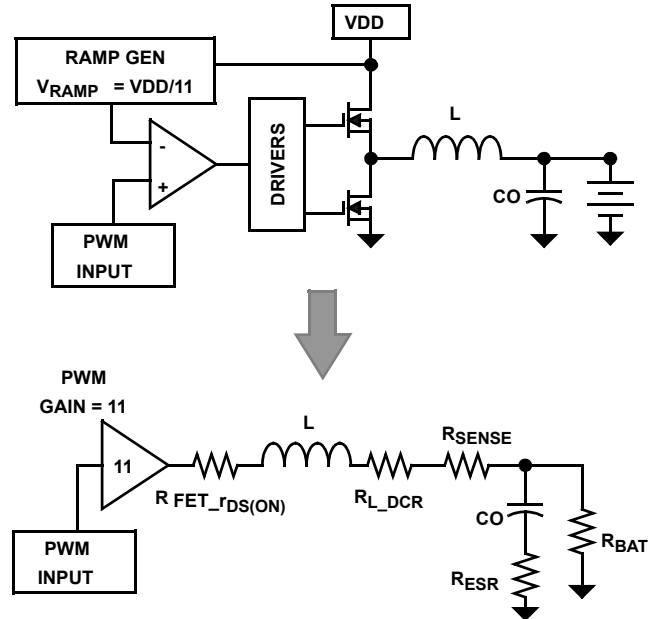 VDD
RAMP GEN
VRAMP = VDD/11
-
+
DRIVERS
L
CO
PWM
INPUT
PWM
GAIN = 11
11
L
RSENSE
R FET_rDS(ON)
RL_DCR
CO
RBAT
RESR
PWM
INPUT